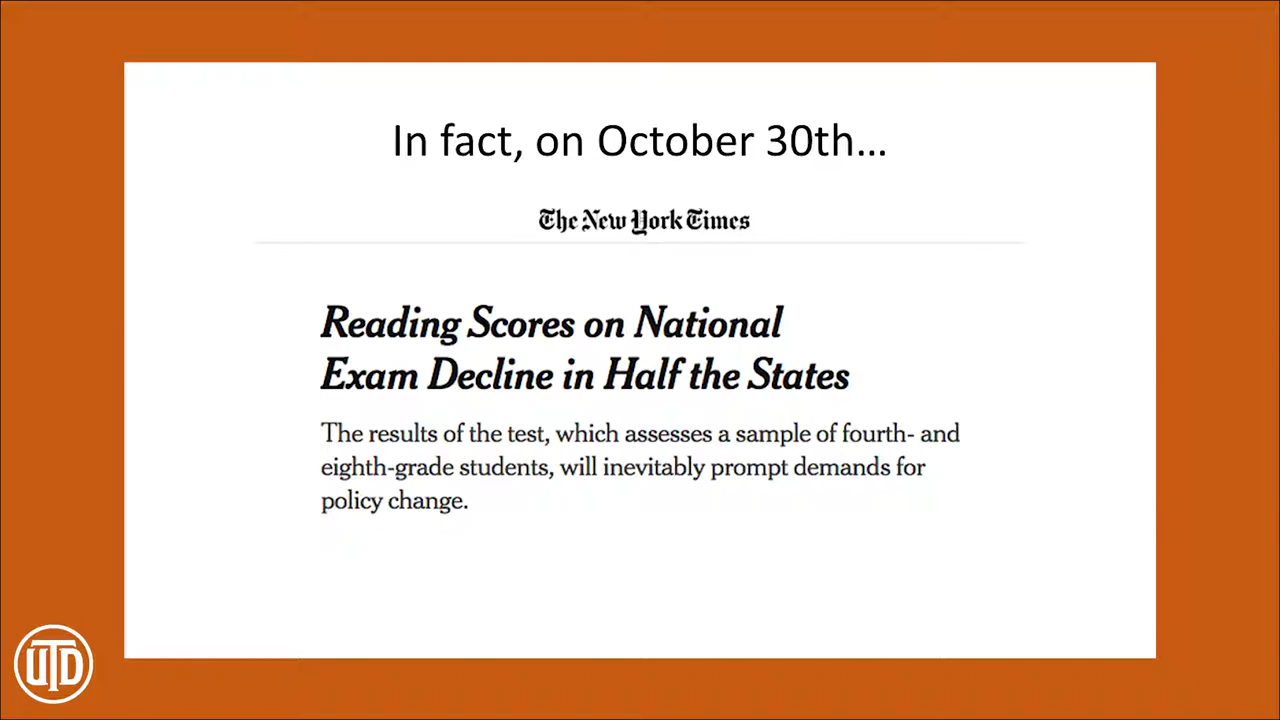 In fact, on October 30th...
The New York Times
Reading Scores on National
Exam Decline in Half the States
The results of the test, which assesses a sample of fourth- and
eighth-grade students, will inevitably prompt demands for
policy change.
UTD